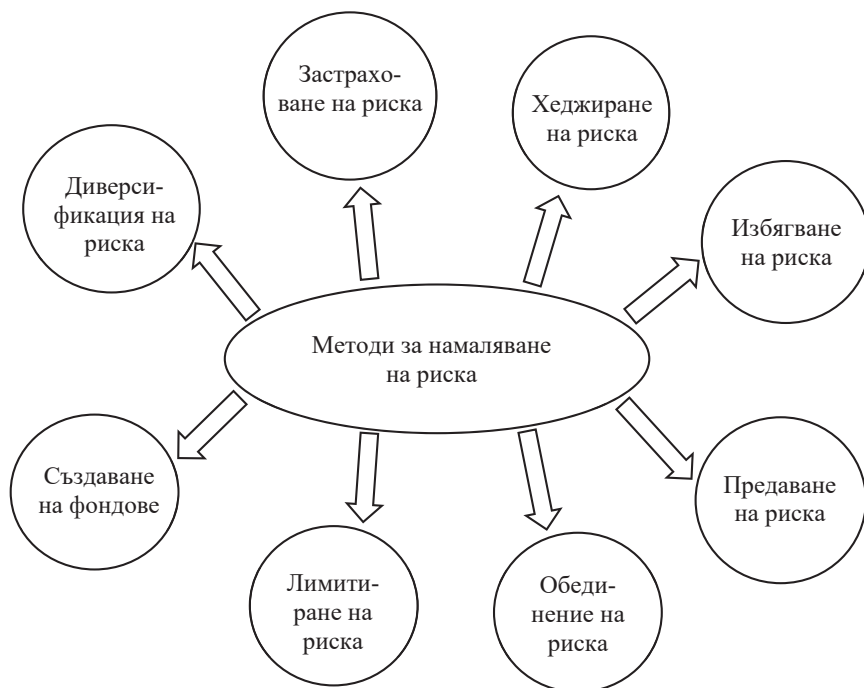 Застрахо-
ване на риска
Хеджиране
на риска
Диверси-
фикация на
риска
Избягване
на риска
Методи за намаляване
на риска
Създаване
на фондове
Предаване
на риска
Лимити-
ране на
риска
Обеди-
нение на
риска